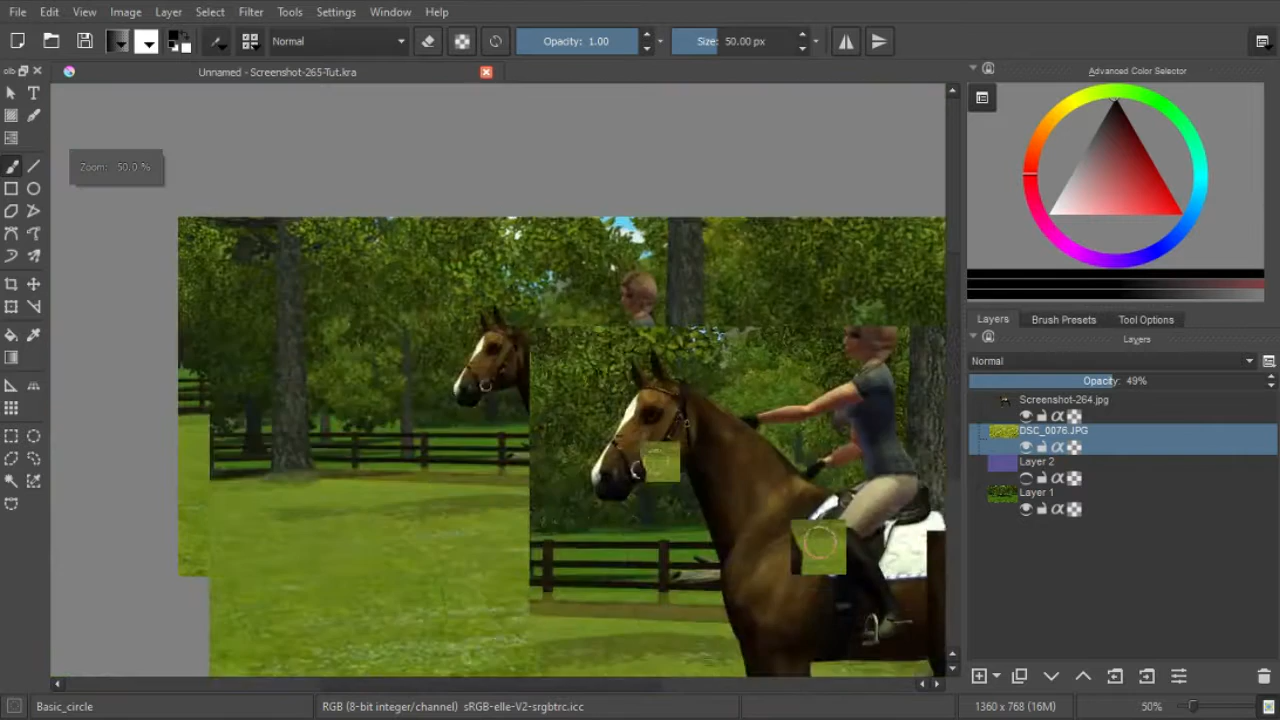 File Edit View Image Layer Select Filter Tools Settings Window Help
Normal Opacity: 1.00 Size: 50.00 px
Unnamed - Screenshot-265-Tut.kra
Advanced Color Selector
Zoom: 50.0 %
Layers Brush Presets Tool Options
Layers
Normal
Opacity: 49%
Screenshot-264.jpg
DSC_0076.JPG
Layer 2
Layer 1
Basic_circle RGB (8-bit integer/channel) sRGB-elle-V2-srgbtrc.icc 1360 x 768 (16M) 50%